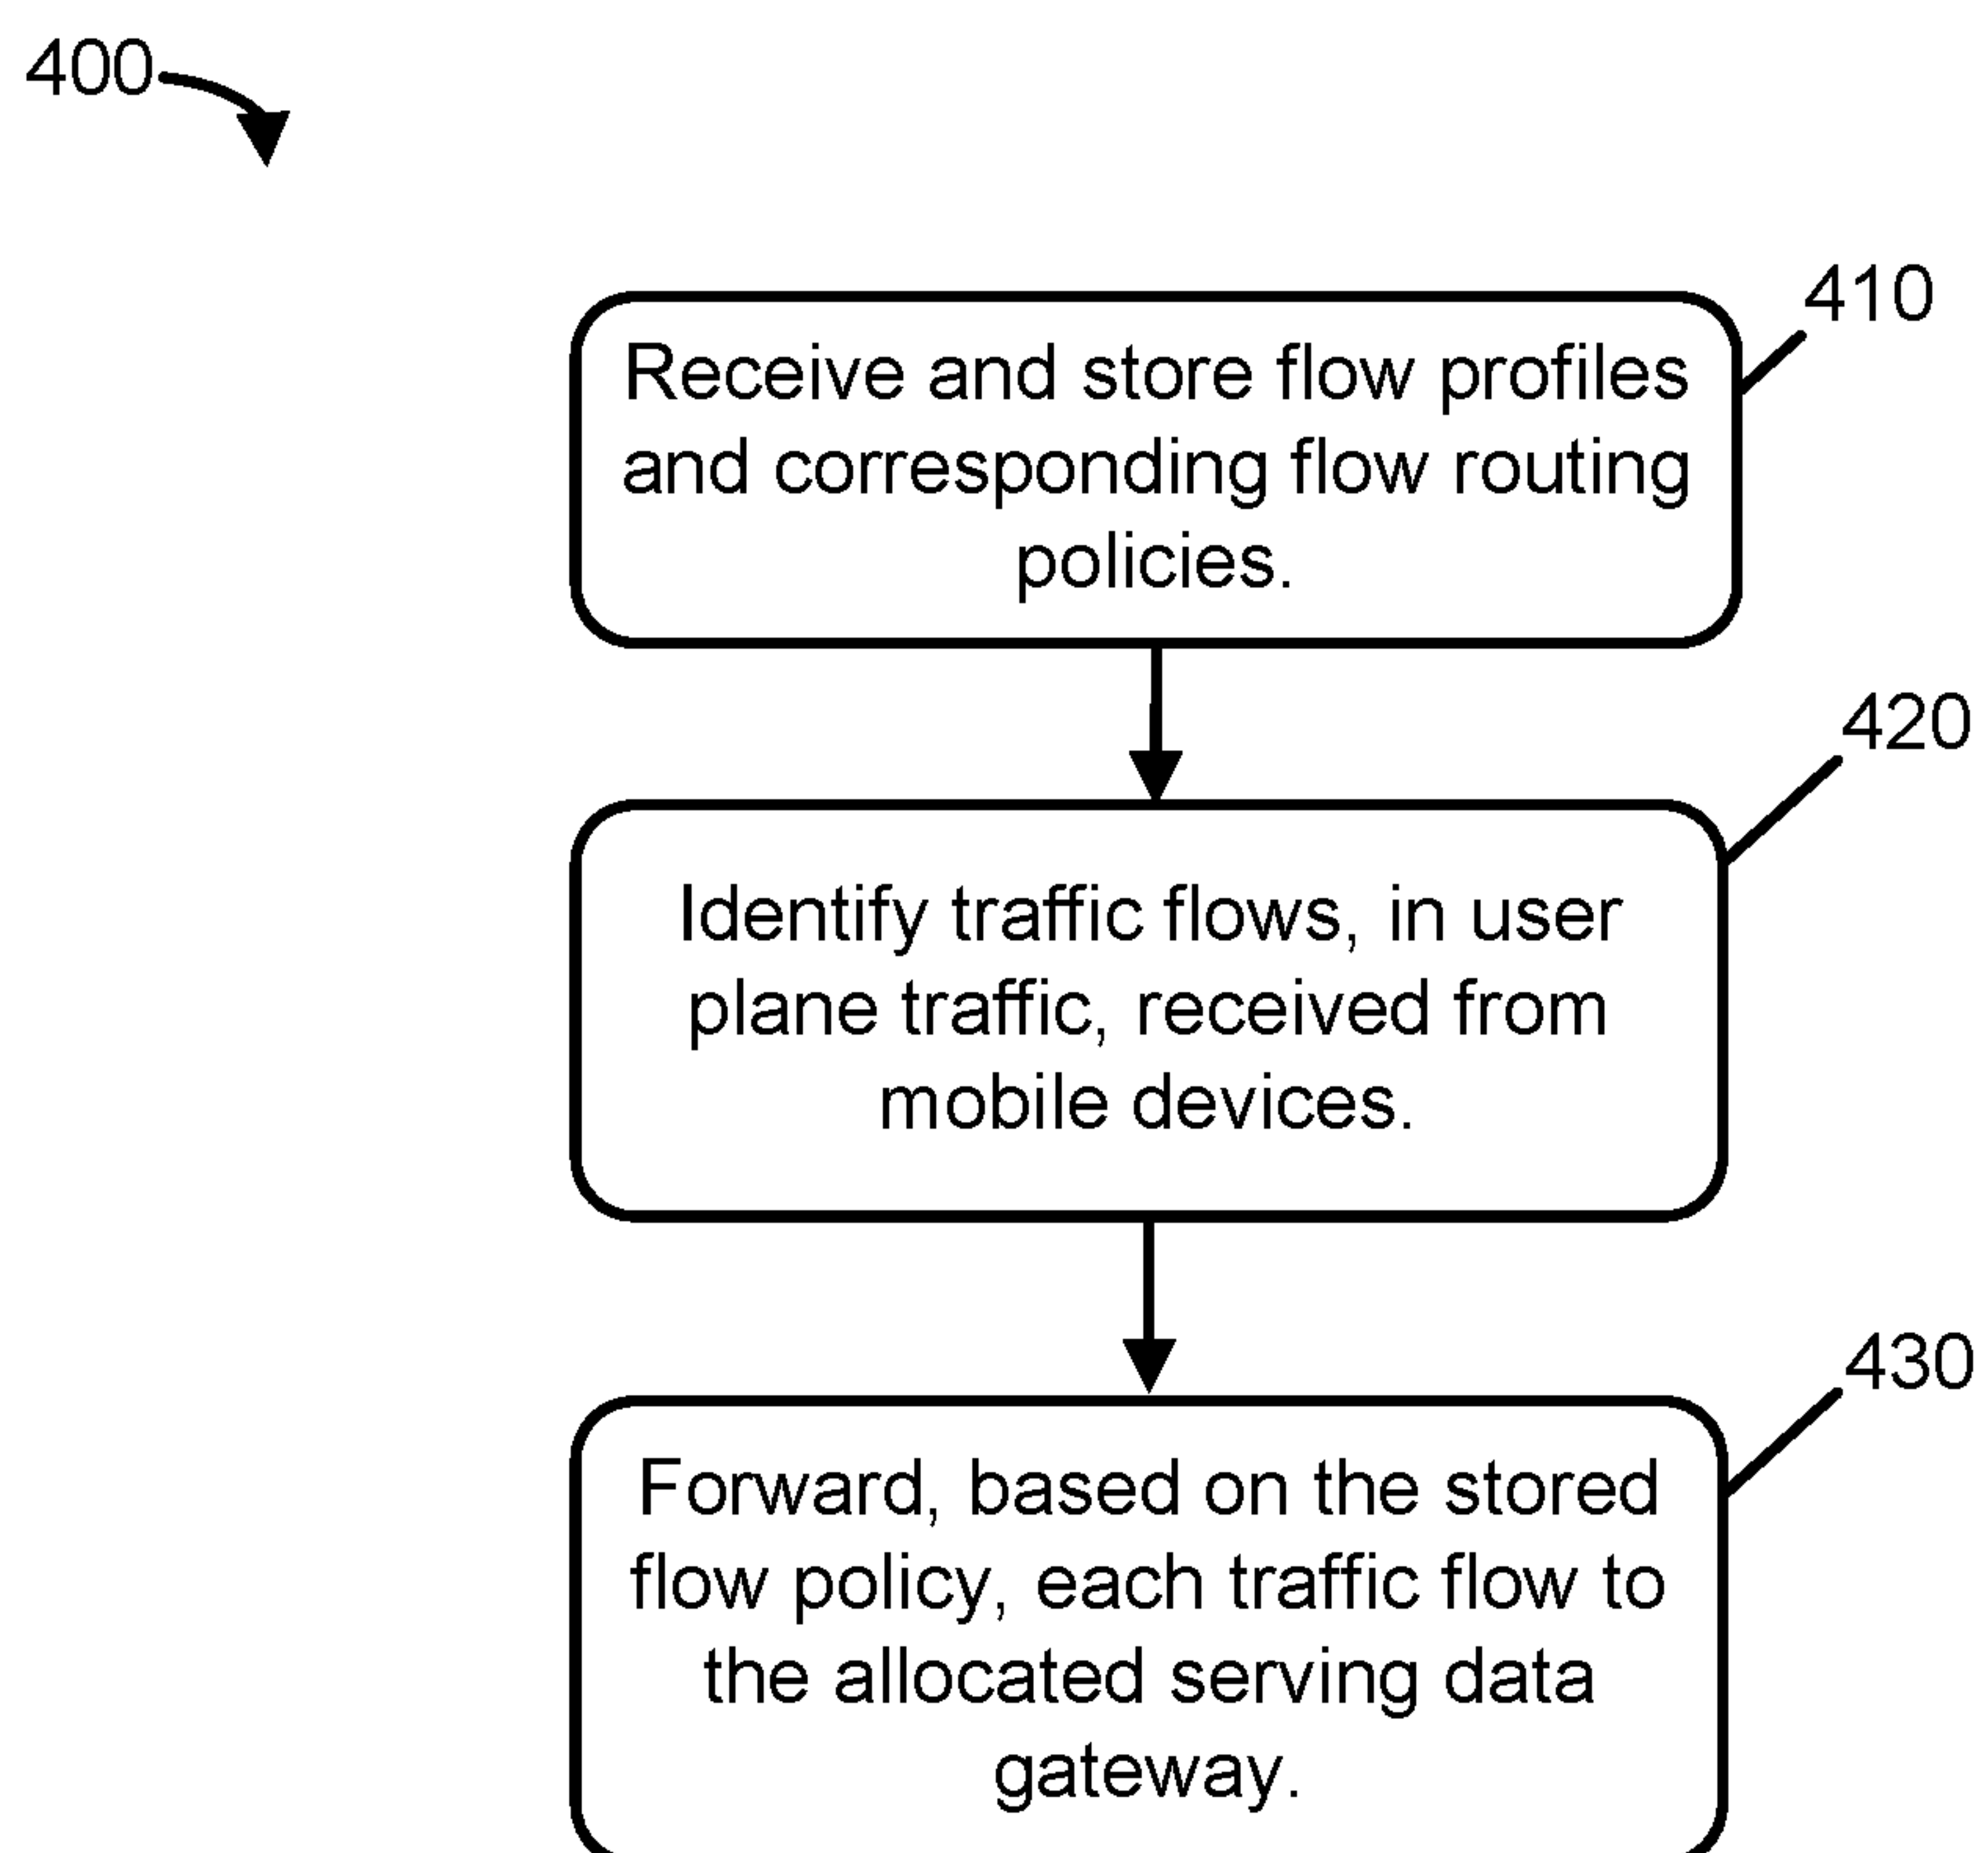 400
410
Receive and store flow profiles
and corresponding flow routing
policies.
420
Identify traffic flows, in user
plane traffic, received from
mobile devices.
430
Forward, based on the stored
flow policy, each traffic flow to
the allocated serving data
gateway.